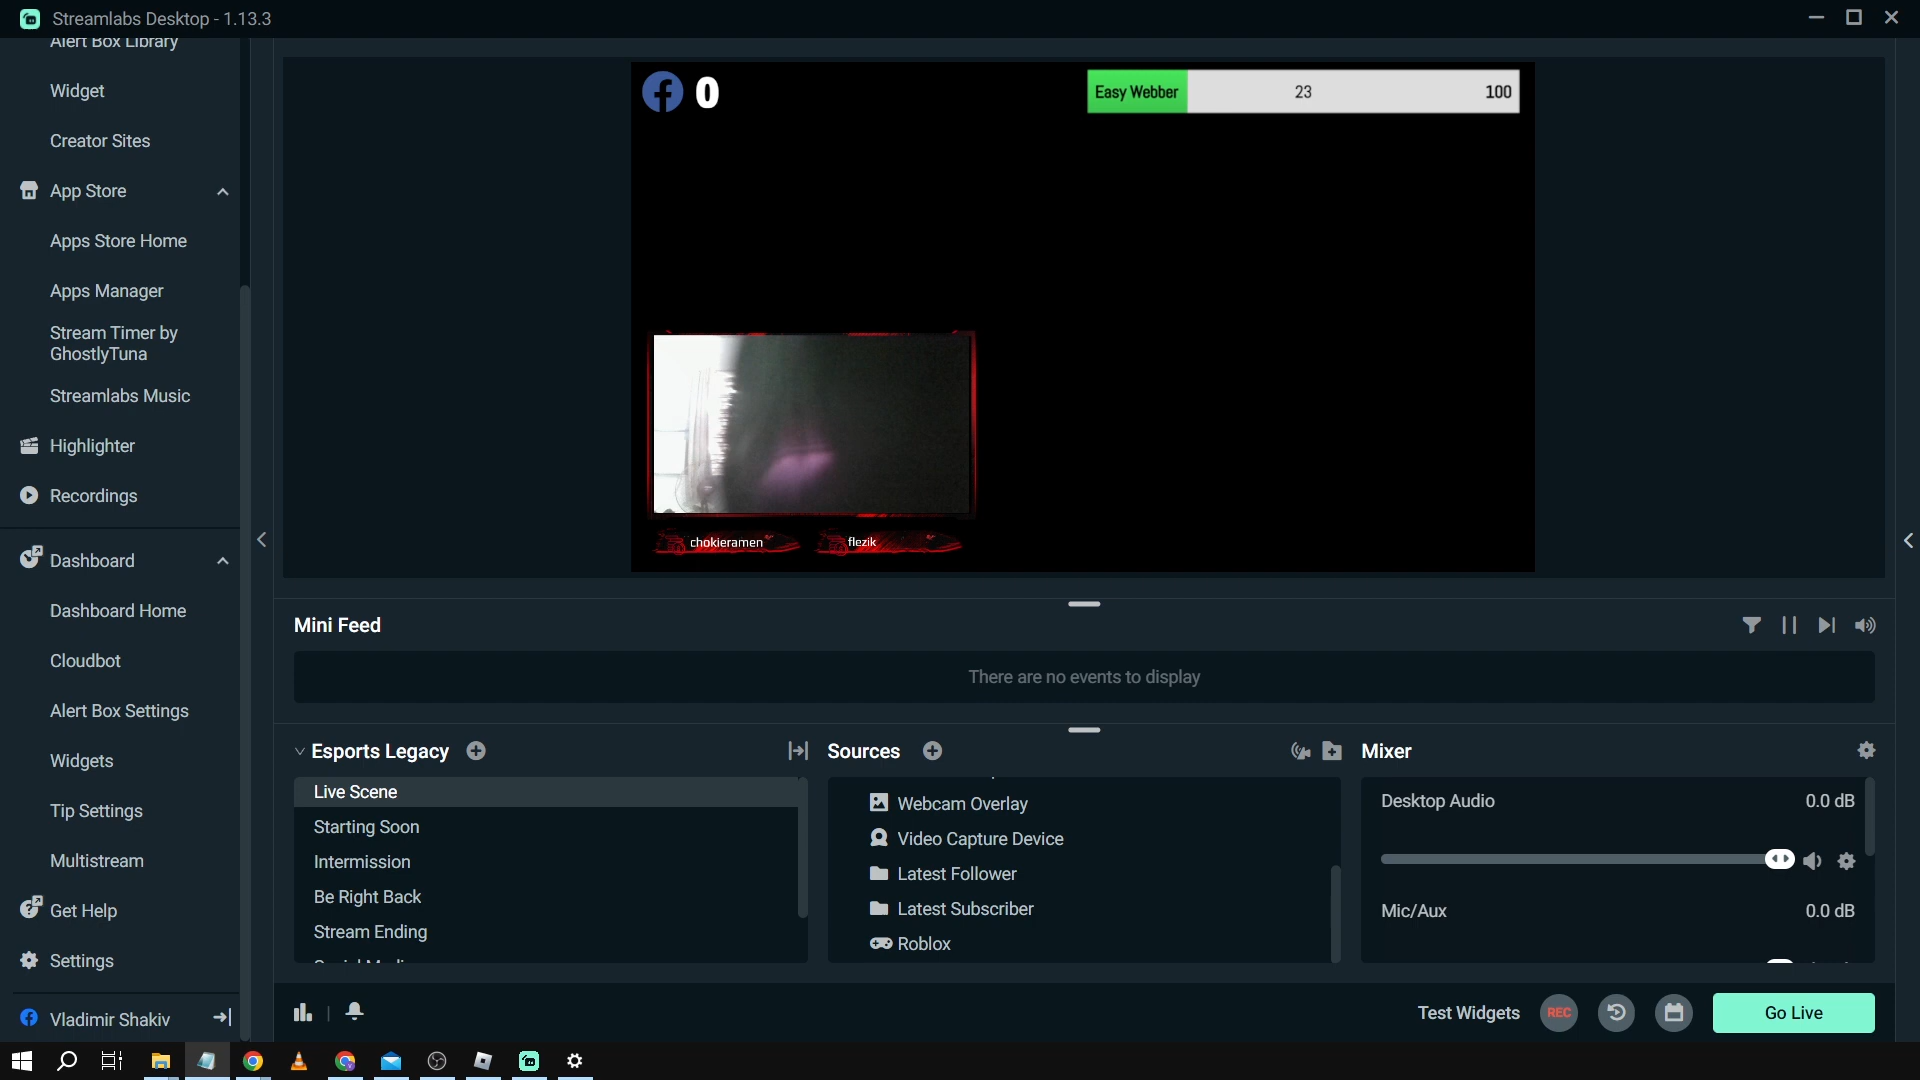 Streamlabs Desktop - 1.13.3
Alert Box Library
Widget
Creator Sites
App Store
Apps Store Home
Apps Manager
Stream Timer by
GhostlyTuna
Streamlabs Music
Highlighter
Recordings
Dashboard
Dashboard Home
Cloudbot
Alert Box Settings
Widgets
Tip Settings
Multistream
Get Help
Settings
Vladimir Shakiv
0
Easy Webber 23 100
chokieramen flezik
Mini Feed
There are no events to display
Esports Legacy
Live Scene
Starting Soon
Intermission
Be Right Back
Stream Ending
Sources
Webcam Overlay
Video Capture Device
Latest Follower
Latest Subscriber
Roblox
Mixer
Desktop Audio 0.0 dB
Mic/Aux 0.0 dB
Test Widgets REC Go Live